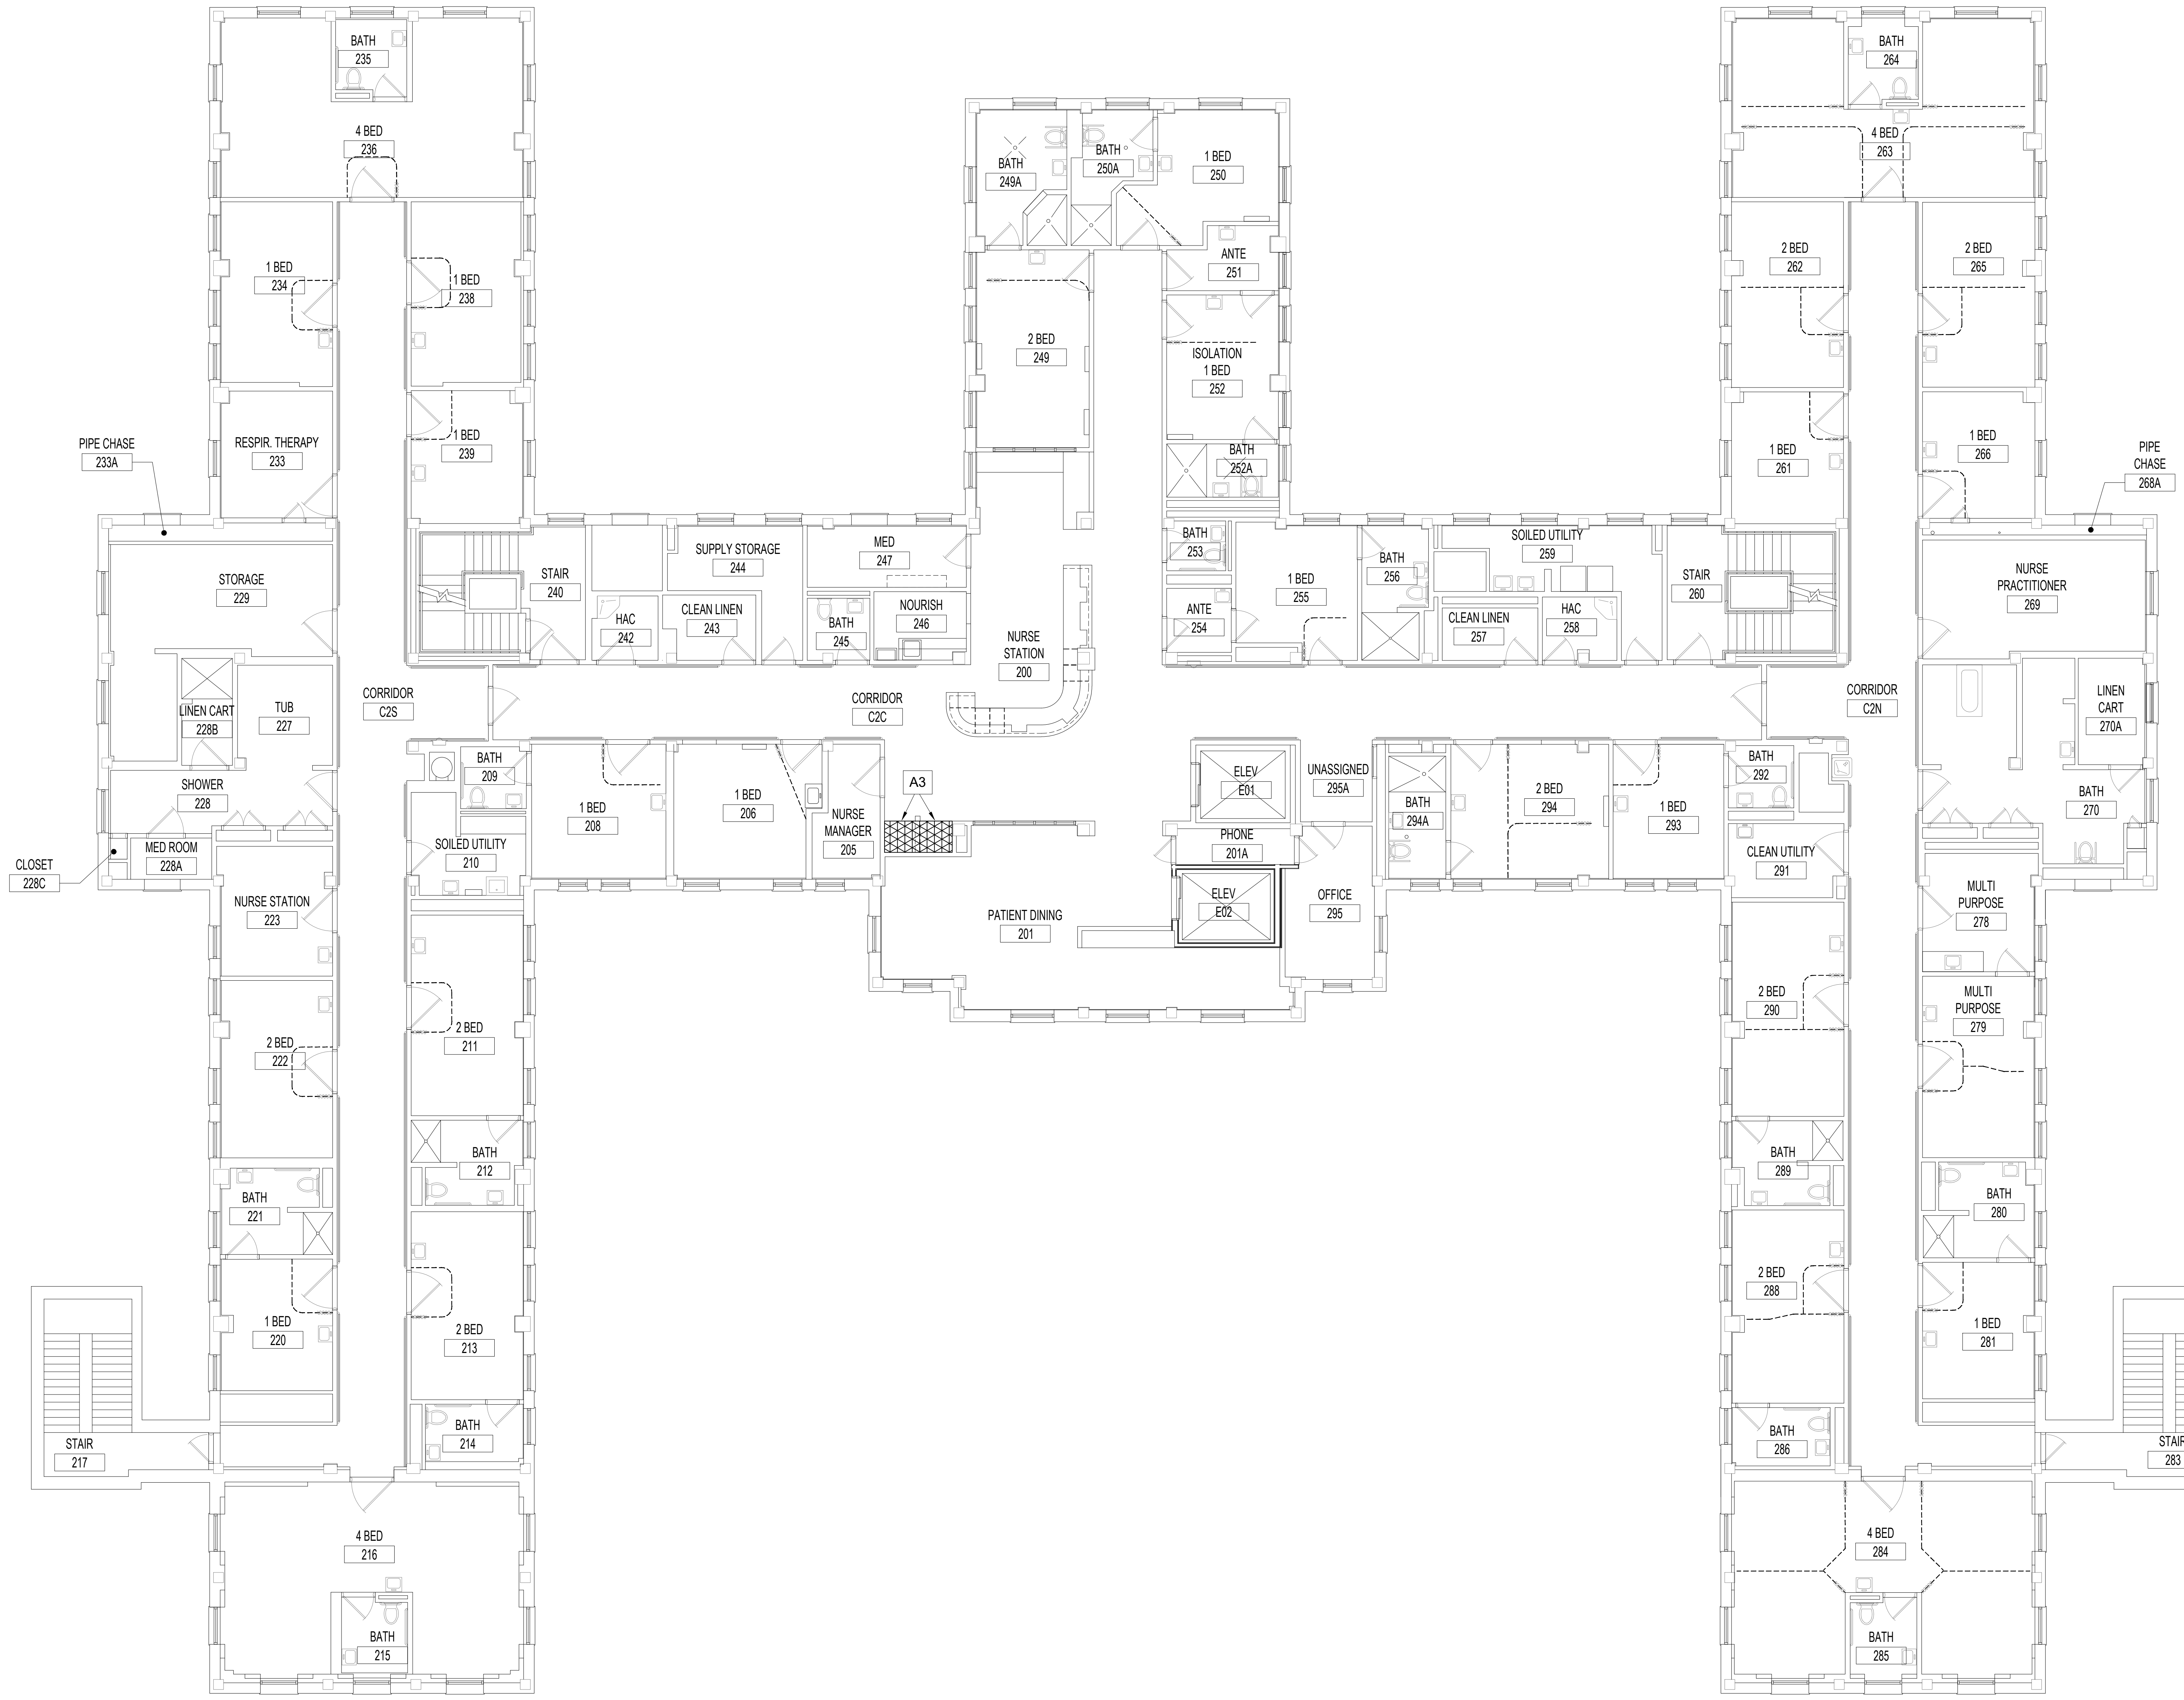 BATH
235
4 BED
236
1 BED
234
1 BED
238
RESPIR. THERAPY
233
1 BED
239
PIPE CHASE
233A
STORAGE
229
STAIR
240
HAC
242
SUPPLY STORAGE
244
CLEAN LINEN
243
MED
247
BATH
245
NOURISH
246
LINEN CART
228B
TUB
227
CORRIDOR
C2S
CORRIDOR
C2C
SHOWER
228
MED ROOM
228A
CLOSET
228C
BATH
209
SOILED UTILITY
210
1 BED
208
1 BED
206
NURSE
MANAGER
205
A3
NURSE STATION
223
2 BED
222
2 BED
211
BATH
212
BATH
221
1 BED
220
2 BED
213
BATH
214
STAIR
217
4 BED
216
BATH
215
BATH
249A
BATH
250A
1 BED
250
ANTE
251
2 BED
249
ISOLATION
1 BED
252
BATH
252A
BATH
253
ANTE
254
1 BED
255
BATH
256
NURSE
STATION
200
SOILED UTILITY
259
CLEAN LINEN
257
HAC
258
STAIR
260
ELEV
E01
UNASSIGNED
295A
PHONE
201A
ELEV
E02
OFFICE
295
PATIENT DINING
201
BATH
294A
2 BED
294
1 BED
293
BATH
292
CLEAN UTILITY
291
BATH
264
4 BED
263
2 BED
262
2 BED
265
1 BED
261
1 BED
266
PIPE
CHASE
268A
NURSE
PRACTITIONER
269
CORRIDOR
C2N
LINEN
CART
270A
BATH
270
MULTI
PURPOSE
278
MULTI
PURPOSE
279
2 BED
290
BATH
289
BATH
280
2 BED
288
1 BED
281
BATH
286
STAIR
283
4 BED
284
BATH
285